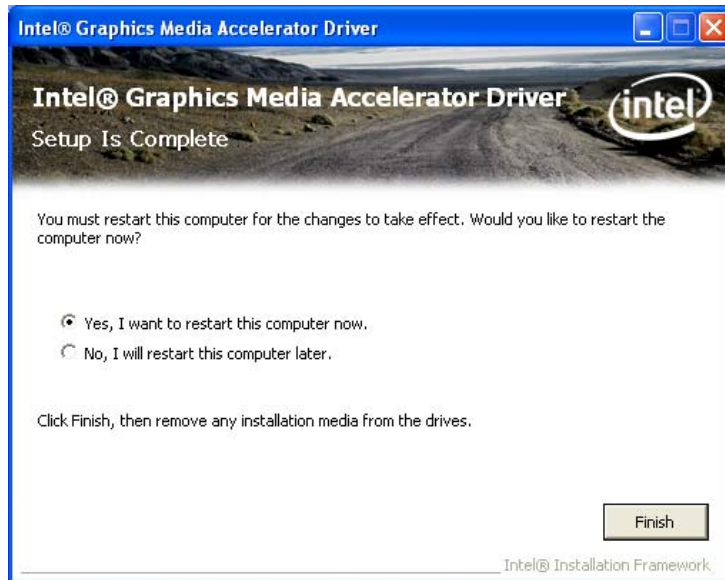 Intel® Graphics Media Accelerator Driver
Intel® Graphics Media Accelerator Driver
Setup Is Complete
intel
You must restart this computer for the changes to take effect. Would you like to restart the
computer now?
Yes, I want to restart this computer now.
No, I will restart this computer later.
Click Finish, then remove any installation media from the drives.
Finish
Intel® Installation Framework